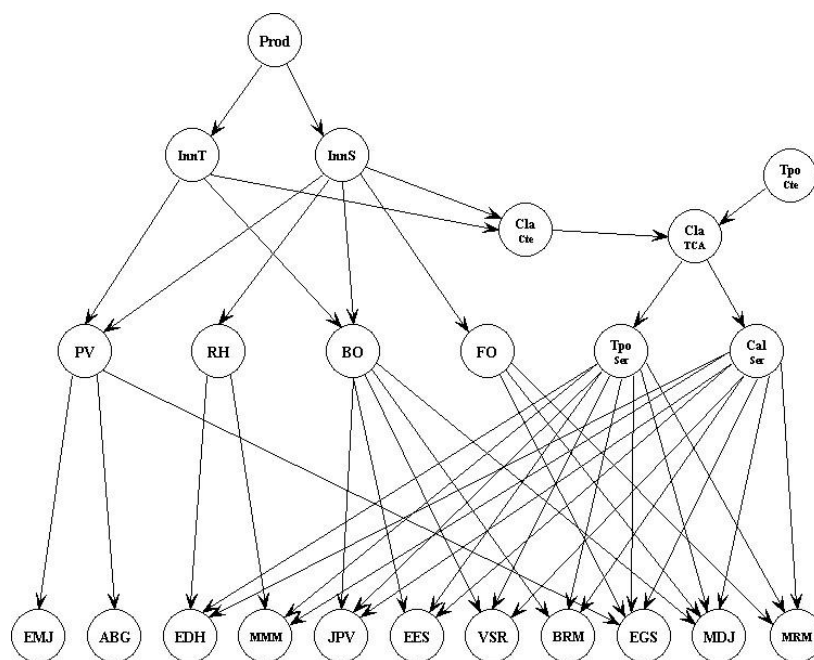 Prod
InnT
InnS
Tpo
Cte
Cla
Cte
Cla
TCA
PV
RH
BO
FO
Tpo
Ser
Cal
Ser
EMJ
ABG
EDH
MMM
JPV
EES
VSR
BRM
EGS
MDJ
MRM